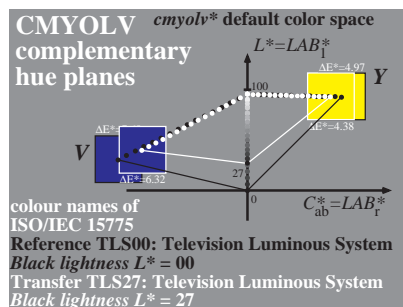 CMYOLV
complementary
hue planes
cmyolv* default color space
L*=LAB*l
ΔE*=4.97
Y
100
ΔE*=4.38
V
ΔE*=6.32
27
0
C*ab=LAB*r
colour names of
ISO/IEC 15775
Reference TLS00: Television Luminous System
Black lightness L* = 00
Transfer TLS27: Television Luminous System
Black lightness L* = 27